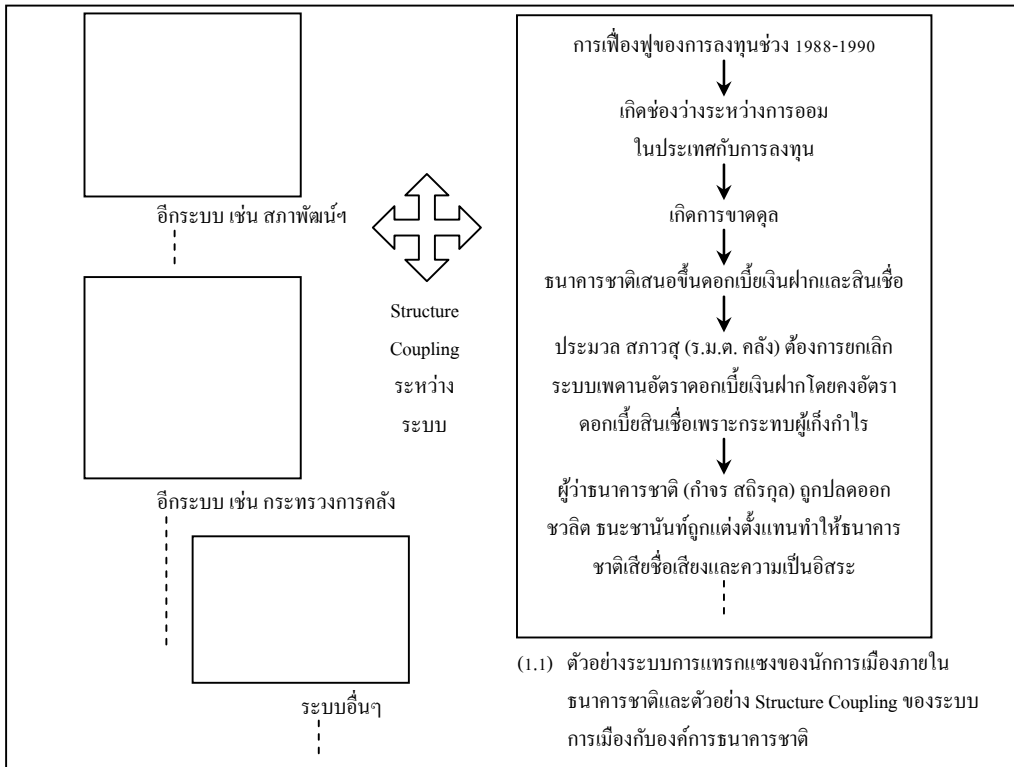 อีกระบบ เช่น สภาพัฒน์ฯ
อีกระบบ เช่น กระทรวงการคลัง
ระบบอื่นๆ
Structure
Coupling
ระหว่าง
ระบบ
การเฟื่องฟูของการลงทุนช่วง 1988-1990
เกิดช่องว่างระหว่างการออม
ในประเทศกับการลงทุน
เกิดการขาดดุล
ธนาคารชาติเสนอขึ้นดอกเบี้ยเงินฝากและสินเชื่อ
ประมวล สภาวสุ (ร.ม.ต. คลัง) ต้องการยกเลิก
ระบบเพดานอัตราดอกเบี้ยเงินฝากโดยคงอัตรา
ดอกเบี้ยสินเชื่อเพราะกระทบผู้เก็งกำไร
ผู้ว่าธนาคารชาติ (กำจร สถิรกุล) ถูกปลดออก
ชวลิต ธนะชานันท์ถูกแต่งตั้งแทนทำให้ธนาคาร
ชาติเสียชื่อเสียงและความเป็นอิสระ
(1.1) ตัวอย่างระบบการแทรกแซงของนักการเมืองภายใน
ธนาคารชาติและตัวอย่าง Structure Coupling ของระบบ
การเมืองกับองค์การธนาคารชาติ